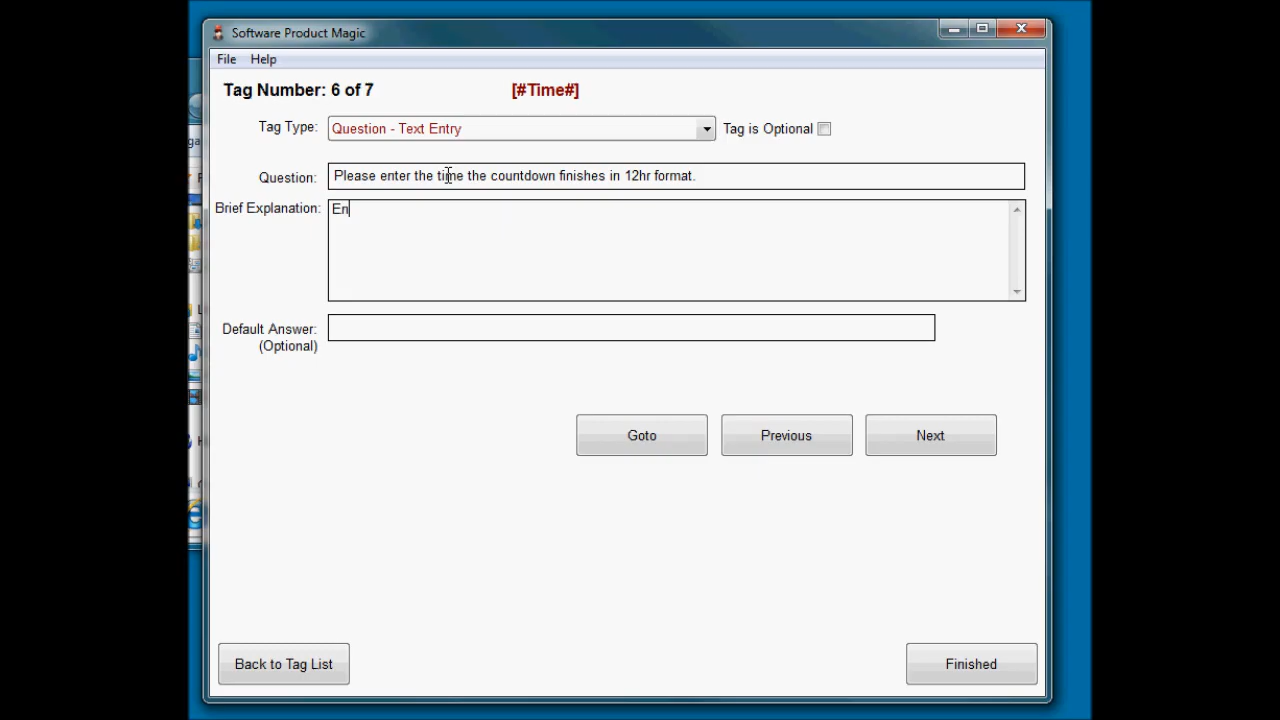 Software Product Magic
File Help
Tag Number: 6 of 7 [#Time#]
Tag Type: Question - Text Entry Tag is Optional
Question: Please enter the time the countdown finishes in 12hr format.
Brief Explanation: En
Default Answer:
(Optional)
Goto Previous Next
Back to Tag List Finished